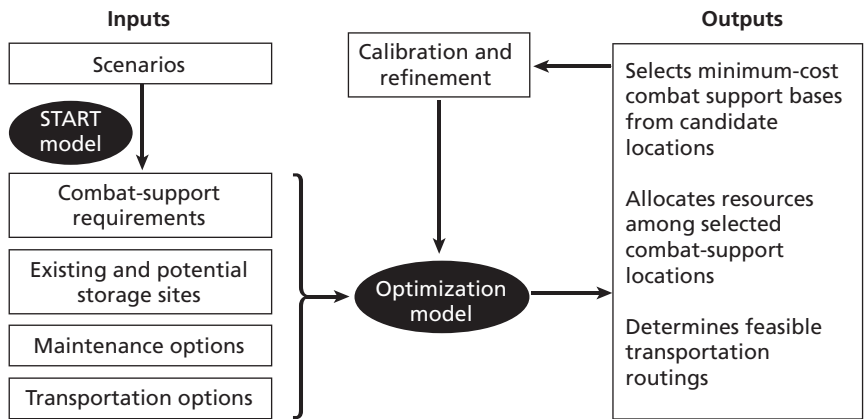 Inputs
Scenarios
START
model
Combat-support
requirements
Existing and potential
storage sites
Maintenance options
Transportation options
Calibration and
refinement
Optimization
model
Outputs
Selects minimum-cost
combat support bases
from candidate
locations
Allocates resources
among selected
combat-support
locations
Determines feasible
transportation
routings